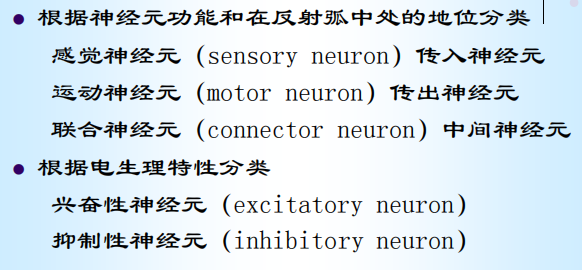 ● 根据神经元功能和在反射弧中处的地位分类
感觉神经元（sensory neuron）传入神经元
运动神经元（motor neuron）传出神经元
联合神经元（connector neuron）中间神经元
● 根据电生理特性分类
兴奋性神经元（excitatory neuron）
抑制性神经元（inhibitory neuron）